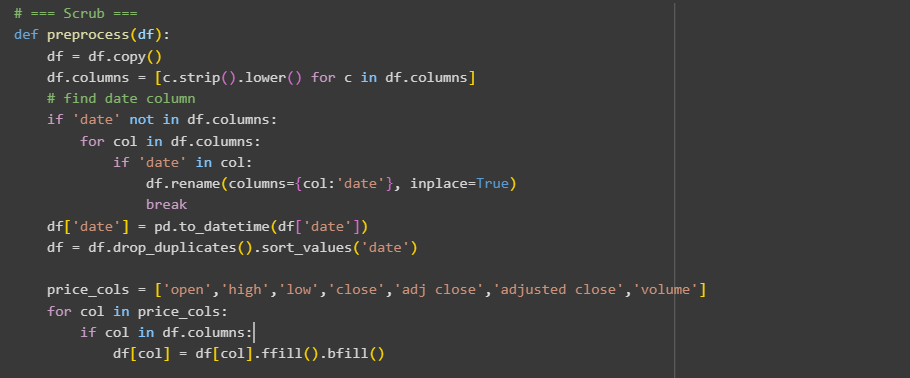 # === Scrub ===
def preprocess(df):
    df = df.copy()
    df.columns = [c.strip().lower() for c in df.columns]
    # find date column
    if 'date' not in df.columns:
        for col in df.columns:
            if 'date' in col:
                df.rename(columns={col:'date'}, inplace=True)
                break
    df['date'] = pd.to_datetime(df['date'])
    df = df.drop_duplicates().sort_values('date')

    price_cols = ['open','high','low','close','adj close','adjusted close','volume']
    for col in price_cols:
        if col in df.columns:
            df[col] = df[col].ffill().bfill()